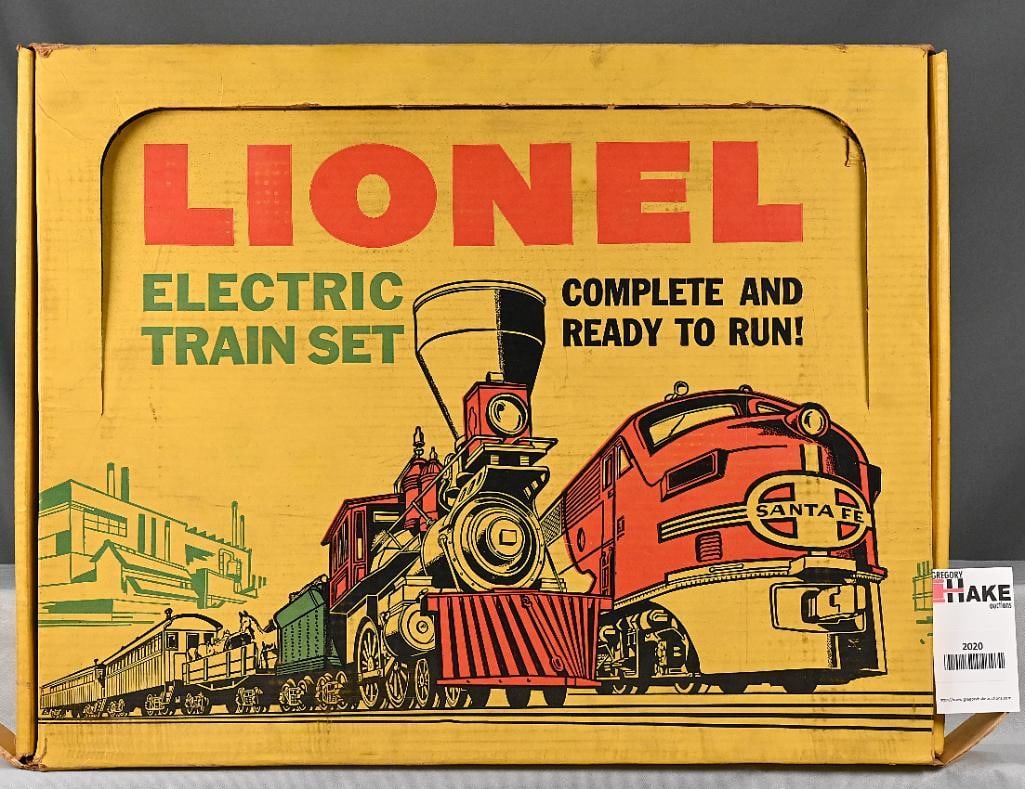 LIONEL
ELECTRIC
TRAIN SET
COMPLETE AND
READY TO RUN!
SANTA FE
GREGORY
HAKE
auctions
2020